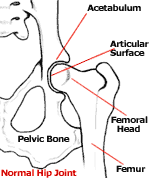 Acetabulum
Articular
Surface
Femoral
Head
Pelvic Bone
Normal Hip Joint
Femur